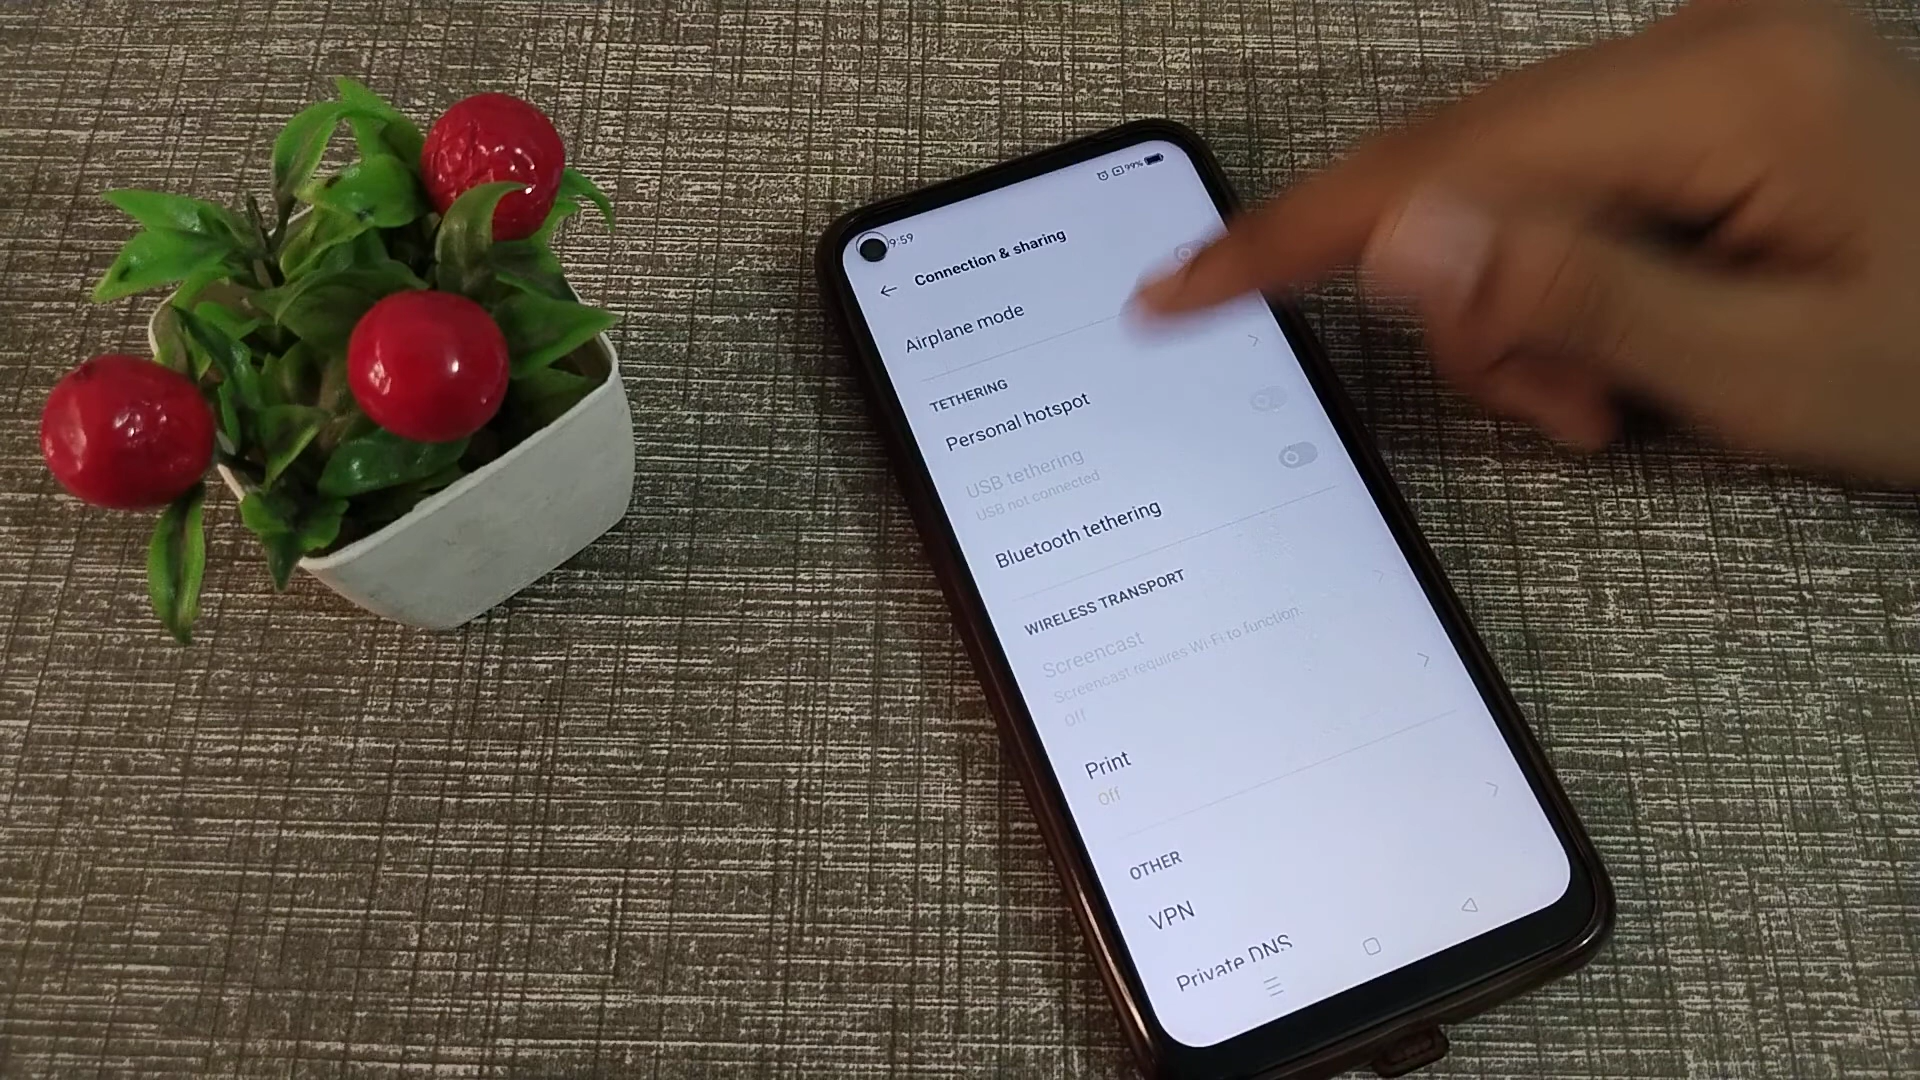 9:59
99%
Connection & sharing
Airplane mode
TETHERING
Personal hotspot
USB tethering
USB not connected
Bluetooth tethering
WIRELESS TRANSPORT
Screencast
Screencast requires Wi-Fi to function.
Off
Print
Off
OTHER
VPN
Private DNS